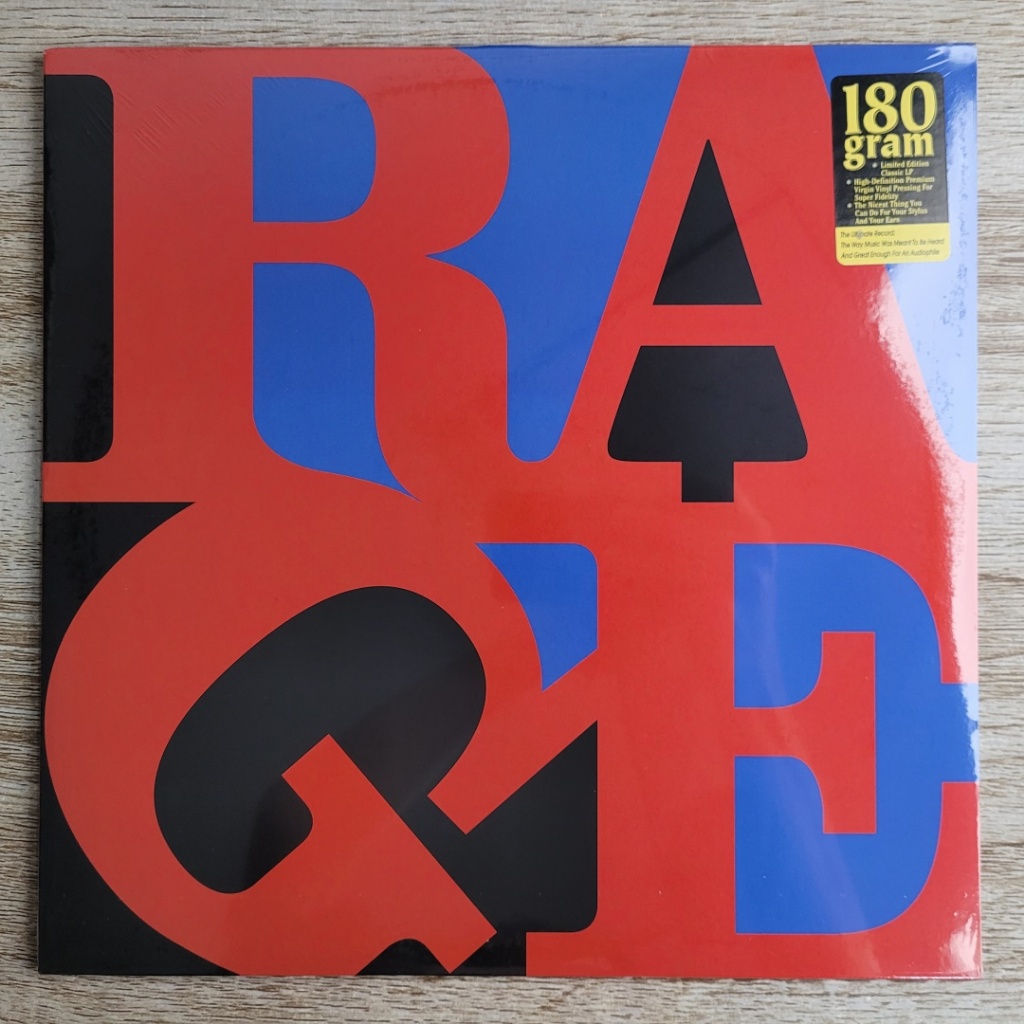 RA
GE
180
gram
• Limited Edition
Classic LP
• High-Definition Premium
Virgin Vinyl Pressing For
Super Fidelity
• The Nicest Thing You
Can Do For Your Stylus
And Your Ears
The Ultimate Record:
The Way Music Was Meant To Be Heard
And Great Enough For An Audiophile